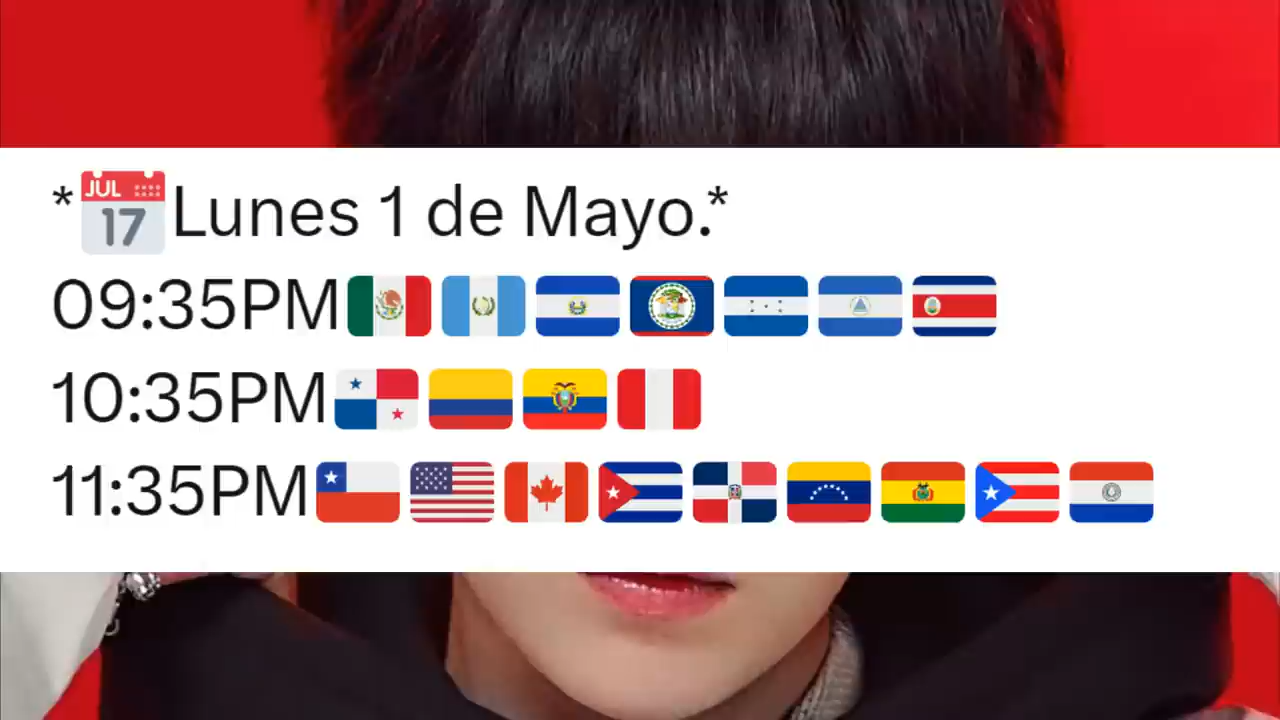 *📅Lunes 1 de Mayo.*
09:35PM🇲🇽🇬🇹🇸🇻🇧🇿🇭🇳🇳🇮🇨🇷
10:35PM🇵🇦🇨🇴🇪🇨🇵🇪
11:35PM🇨🇱🇺🇸🇨🇦🇨🇺🇩🇴🇻🇪🇧🇴🇵🇷🇵🇾